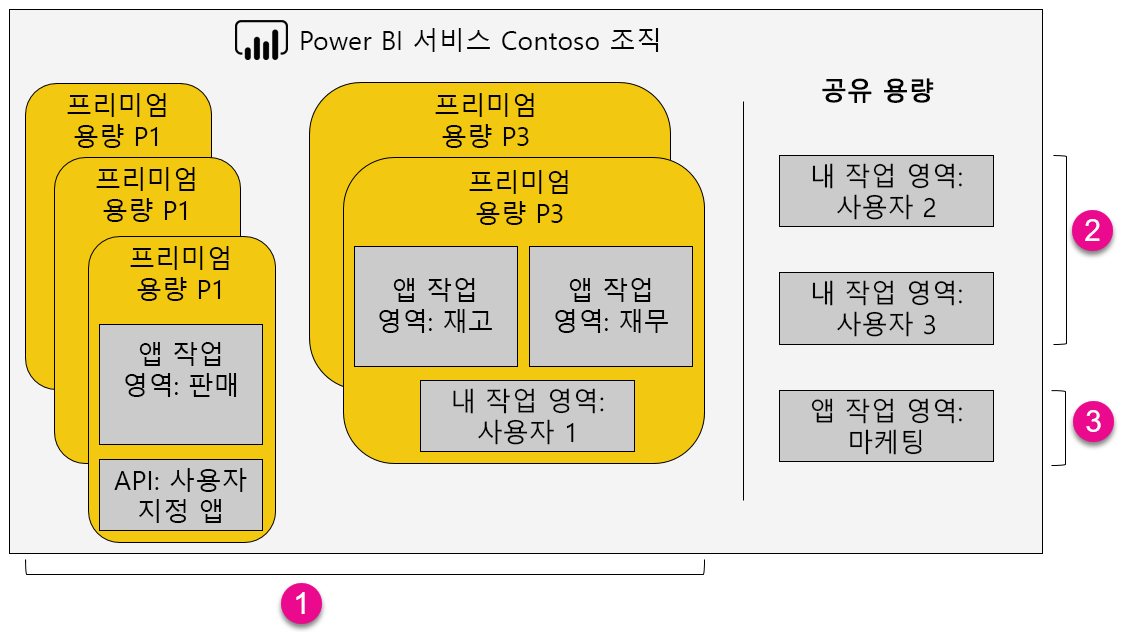 Power BI 서비스 Contoso 조직
프리미엄
용량 P1
프리미엄
용량 P1
프리미엄
용량 P1
앱 작업
영역: 판매
API: 사용자
지정 앱
프리미엄
용량 P3
프리미엄
용량 P3
앱 작업
영역: 재고
앱 작업
영역: 재무
내 작업 영역:
사용자 1
공유 용량
내 작업 영역:
사용자 2
내 작업 영역:
사용자 3
앱 작업 영역:
마케팅
2
3
1